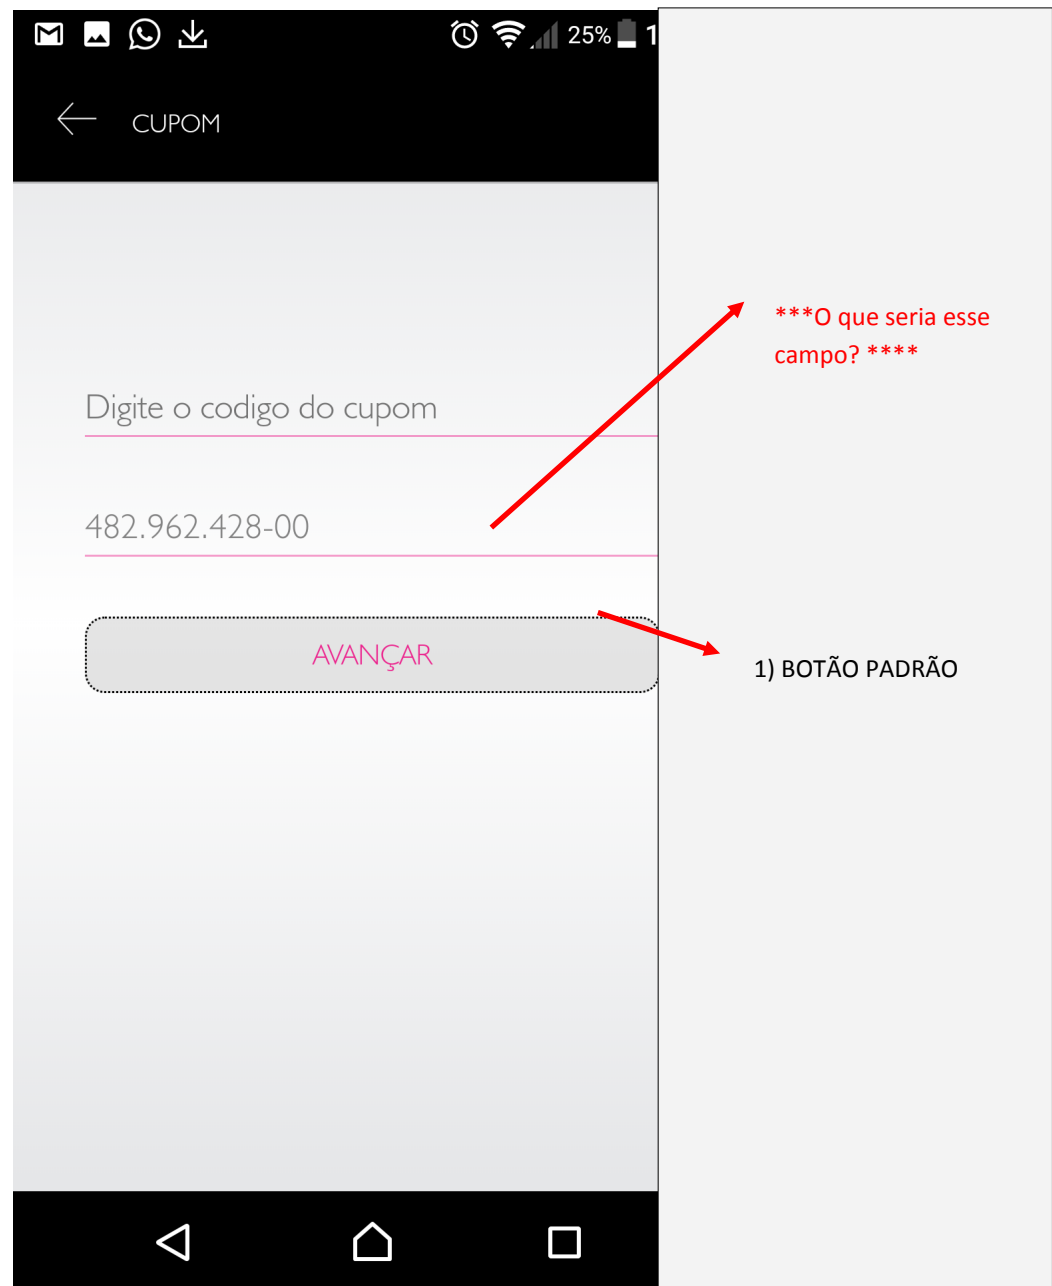 25% 1
CUPOM
***O que seria esse
campo? ****
Digite o codigo do cupom
482.962.428-00
AVANÇAR
1) BOTÃO PADRÃO